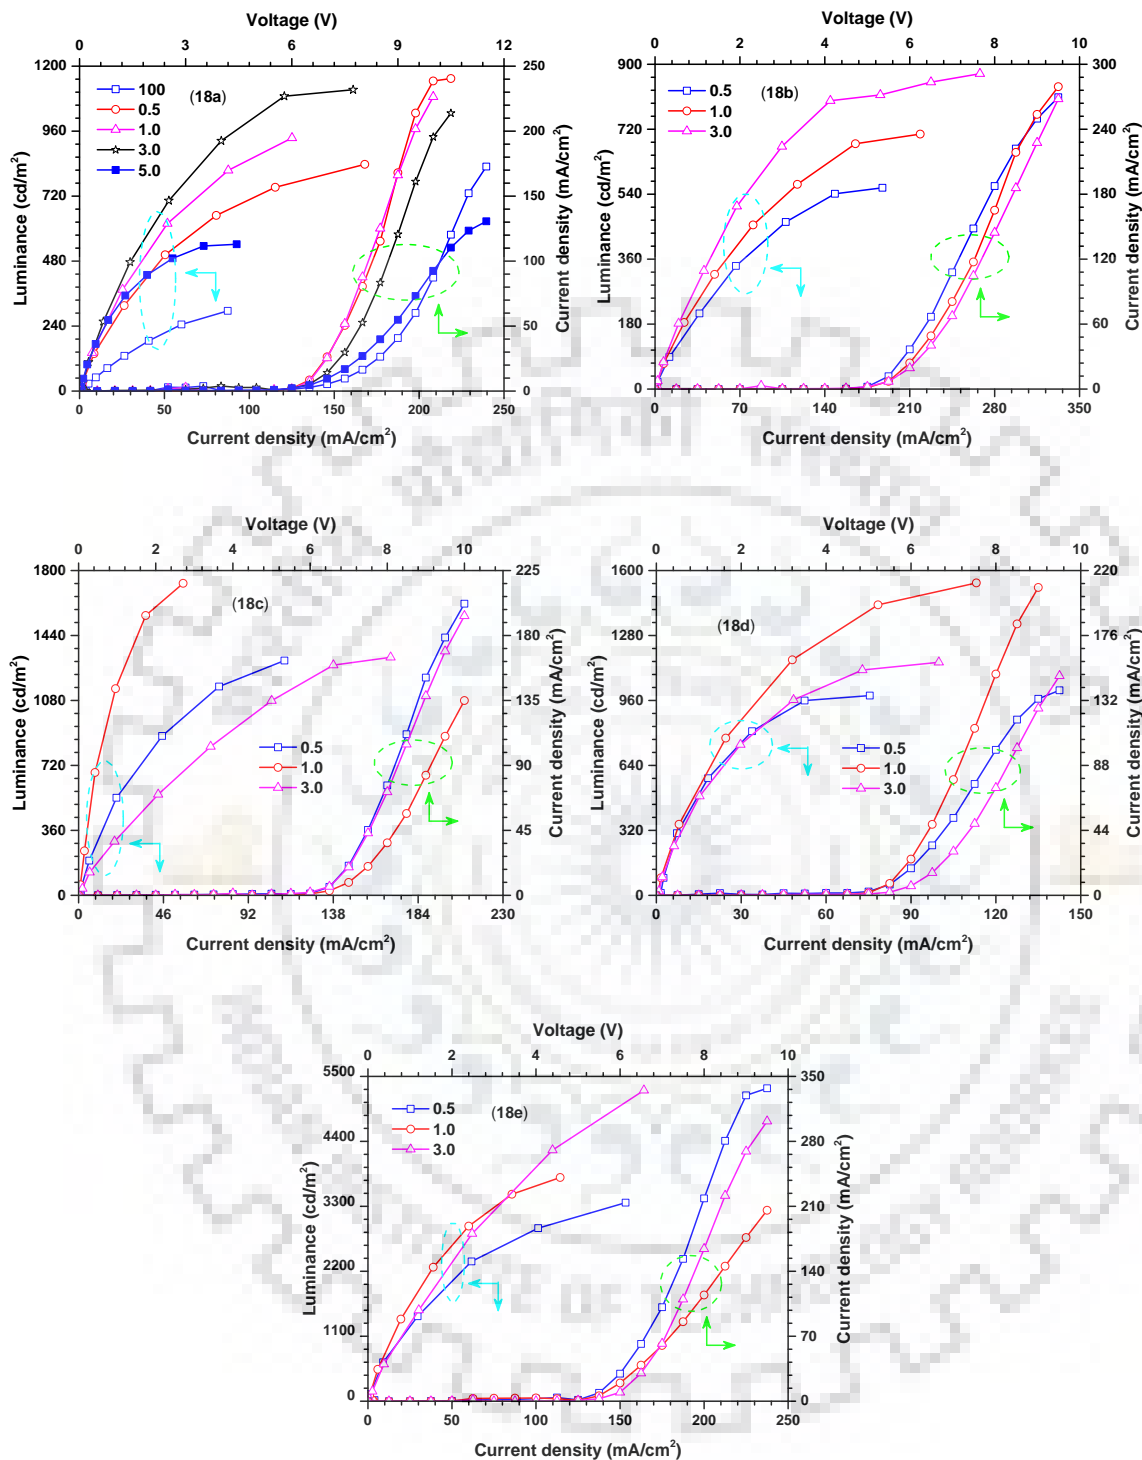 Voltage (V)
0 3 6 9 12
1200
960
720
480
240
0
Luminance (cd/m²)
100
0.5
1.0
3.0
5.0
(18a)
250
200
150
100
50
0
Current density (mA/cm²)
0 50 100 150 200 250
Current density (mA/cm²)
Voltage (V)
0 2 4 6 8 10
900
720
540
360
180
0
Luminance (cd/m²)
0.5
1.0
3.0
(18b)
300
240
180
120
60
0
Current density (mA/cm²)
0 70 140 210 280 350
Current density (mA/cm²)
Voltage (V)
0 2 4 6 8 10
1800
1440
1080
720
360
0
Luminance (cd/m²)
(18c)
0.5
1.0
3.0
225
180
135
90
45
0
Current density (mA/cm²)
0 46 92 138 184 230
Current density (mA/cm²)
Voltage (V)
0 2 4 6 8 10
1600
1280
960
640
320
0
Luminance (cd/m²)
(18d)
0.5
1.0
3.0
220
176
132
88
44
0
Current density (mA/cm²)
0 30 60 90 120 150
Current density (mA/cm²)
Voltage (V)
0 2 4 6 8 10
5500
4400
3300
2200
1100
0
Luminance (cd/m²)
0.5
1.0
3.0
(18e)
350
280
210
140
70
0
Current density (mA/cm²)
0 50 100 150 200 250
Current density (mA/cm²)